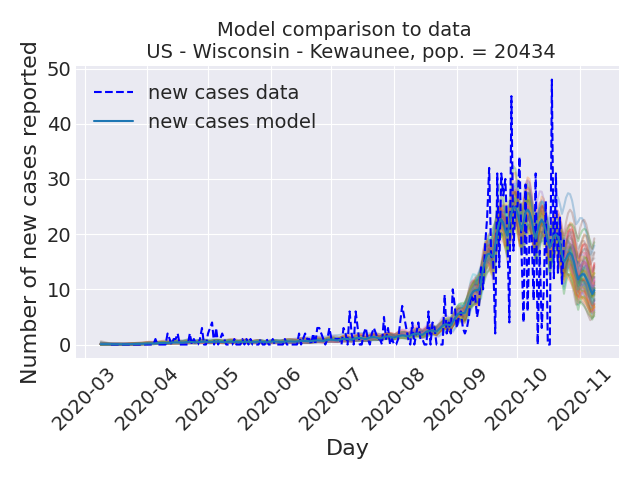 Model comparison to data
US - Wisconsin - Kewaunee, pop. = 20434
Number of new cases reported
50
40
30
20
10
0
new cases data
new cases model
2020-03
2020-04
2020-05
2020-06
2020-07
2020-08
2020-09
2020-10
2020-11
Day